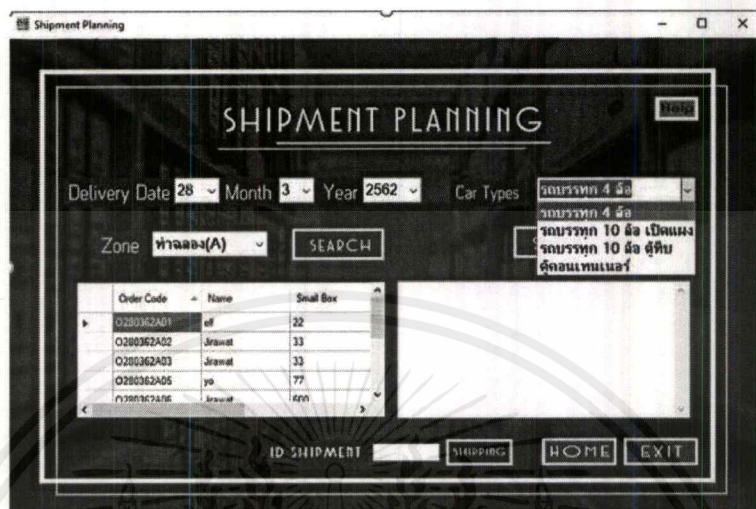 Shipment Planning
SHIPMENT PLANNING
Help
Delivery Date 28 Month 3 Year 2562 Car Types รถบรรทุก 4 ล้อ
รถบรรทุก 4 ล้อ
รถบรรทุก 10 ล้อ เปิดแผง
รถบรรทุก 10 ล้อ ตู้ทึบ
ตู้คอนเทนเนอร์
Zone ท่าฉลอง(A) SEARCH
Order Code Name Small Box
O280362A01 elf 22
O280362A02 Jirawat 33
O280362A03 Jirawat 33
O280362A05 yo 77
O280362A06 Jirawat 600
ID SHIPMENT SHIPPING HOME EXIT